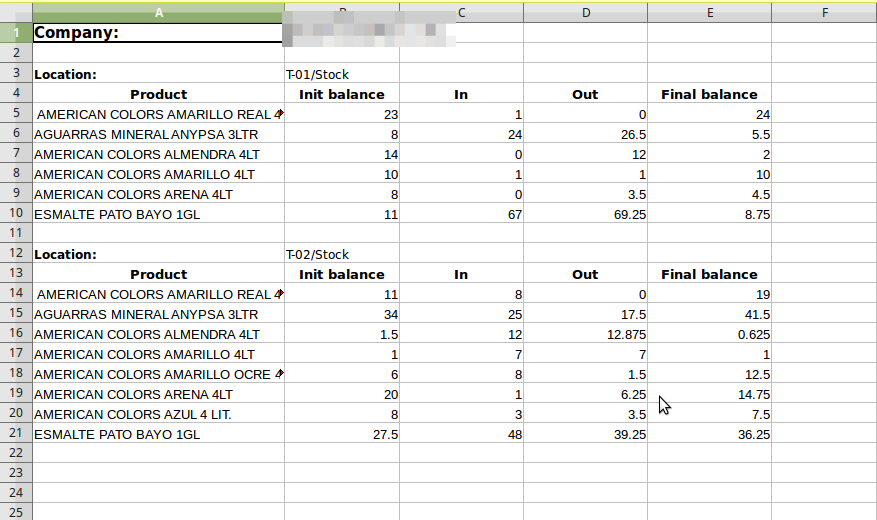 A B C D E F
1 Company:
2
3 Location: T-01/Stock
4 Product Init balance In Out Final balance
5 AMERICAN COLORS AMARILLO REAL 4 23 1 0 24
6 AGUARRAS MINERAL ANYPSA 3LTR 8 24 26.5 5.5
7 AMERICAN COLORS ALMENDRA 4LT 14 0 12 2
8 AMERICAN COLORS AMARILLO 4LT 10 1 1 10
9 AMERICAN COLORS ARENA 4LT 8 0 3.5 4.5
10 ESMALTE PATO BAYO 1GL 11 67 69.25 8.75
11
12 Location: T-02/Stock
13 Product Init balance In Out Final balance
14 AMERICAN COLORS AMARILLO REAL 4 11 8 0 19
15 AGUARRAS MINERAL ANYPSA 3LTR 34 25 17.5 41.5
16 AMERICAN COLORS ALMENDRA 4LT 1.5 12 12.875 0.625
17 AMERICAN COLORS AMARILLO 4LT 1 7 7 1
18 AMERICAN COLORS AMARILLO OCRE 4 6 8 1.5 12.5
19 AMERICAN COLORS ARENA 4LT 20 1 6.25 14.75
20 AMERICAN COLORS AZUL 4 LIT. 8 3 3.5 7.5
21 ESMALTE PATO BAYO 1GL 27.5 48 39.25 36.25
22
23
24
25